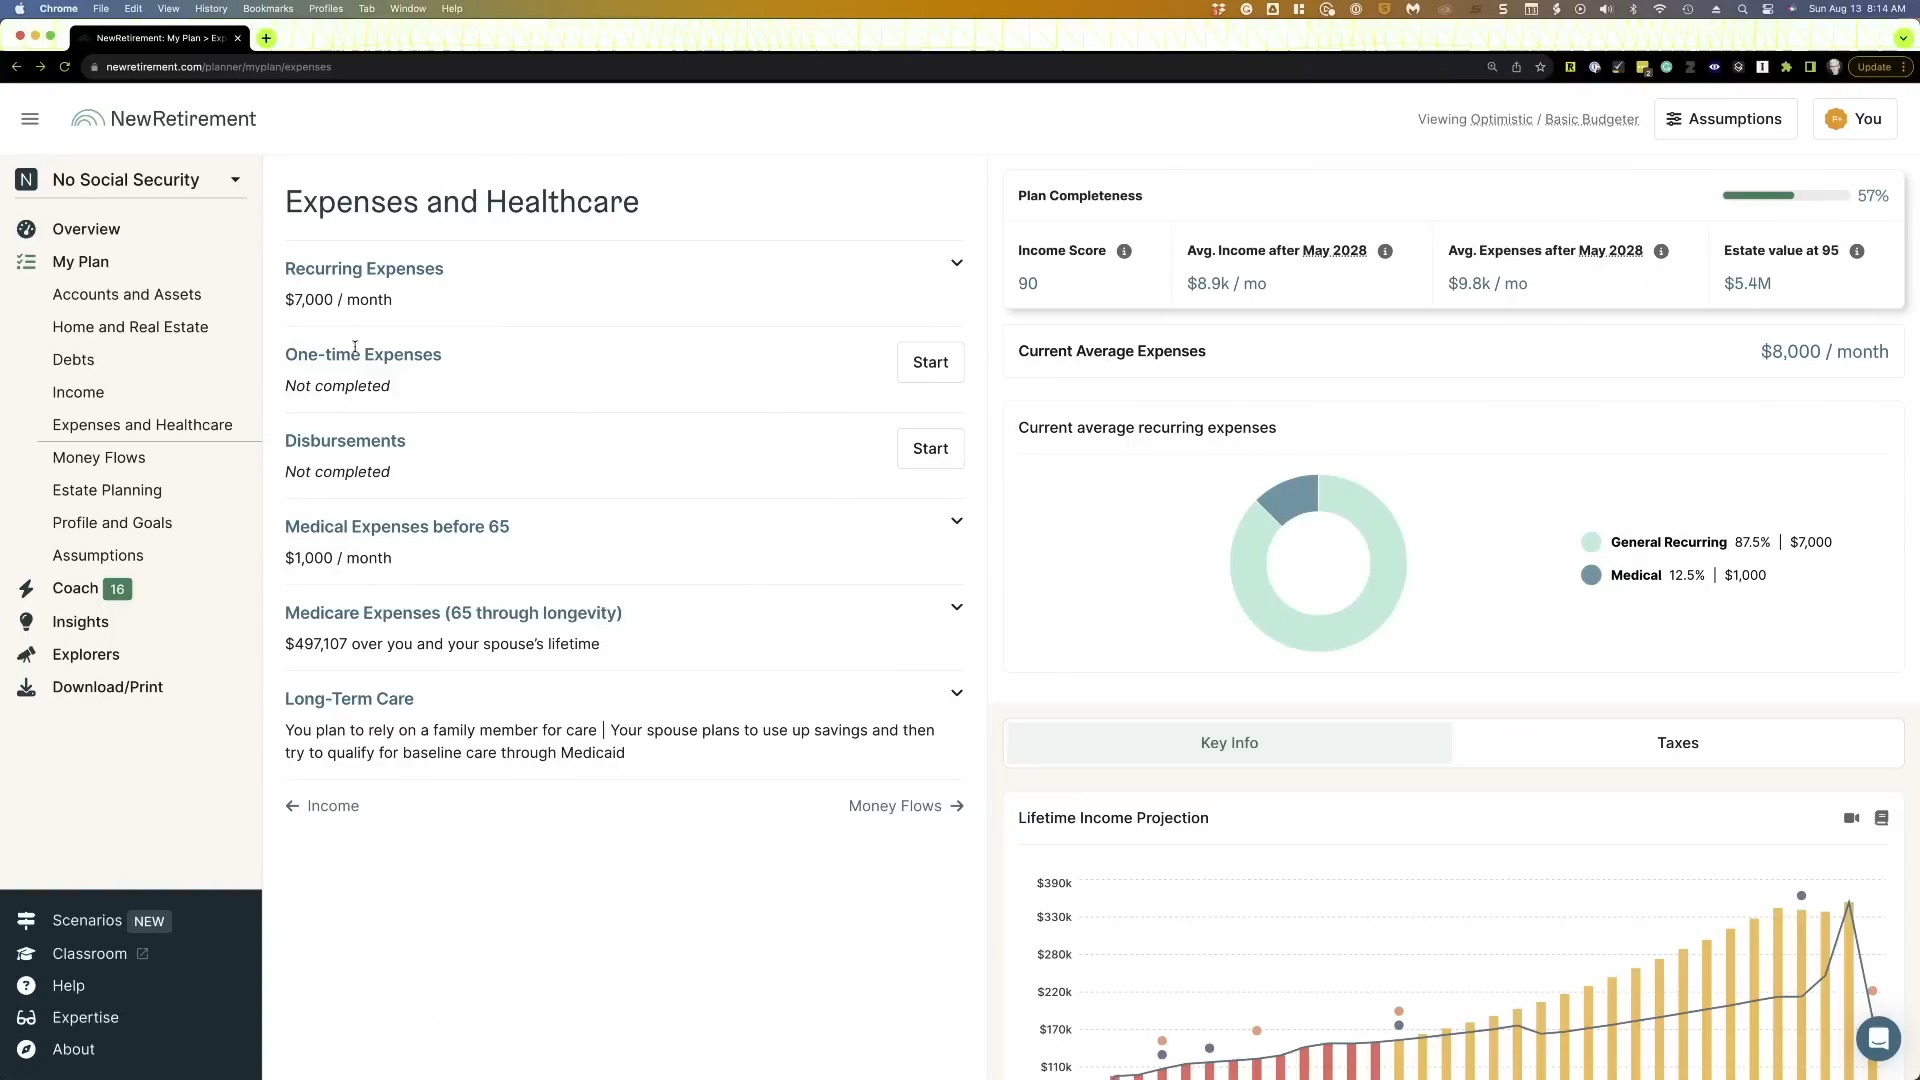 Chrome File Edit View History Bookmarks Profiles Tab Window Help
Sun Aug 13 8:14 AM
NewRetirement: My Plan > Exp
newretirement.com/planner/myplan/expenses
Update
NewRetirement
Viewing Optimistic / Basic Budgeter
Assumptions
P+ You
N No Social Security
Overview
My Plan
Accounts and Assets
Home and Real Estate
Debts
Income
Expenses and Healthcare
Money Flows
Estate Planning
Profile and Goals
Assumptions
Coach 16
Insights
Explorers
Download/Print
Scenarios NEW
Classroom
Help
Expertise
About
Expenses and Healthcare
Recurring Expenses
$7,000 / month
One-time Expenses
Not completed
Start
Disbursements
Not completed
Start
Medical Expenses before 65
$1,000 / month
Medicare Expenses (65 through longevity)
$497,107 over you and your spouse’s lifetime
Long-Term Care
You plan to rely on a family member for care | Your spouse plans to use up savings and then
try to qualify for baseline care through Medicaid
← Income
Money Flows →
Plan Completeness
57%
Income Score
90
Avg. Income after May 2028
$8.9k / mo
Avg. Expenses after May 2028
$9.8k / mo
Estate value at 95
$5.4M
Current Average Expenses
$8,000 / month
Current average recurring expenses
General Recurring 87.5% | $7,000
Medical 12.5% | $1,000
Key Info
Taxes
Lifetime Income Projection
$390k
$330k
$280k
$220k
$170k
$110k